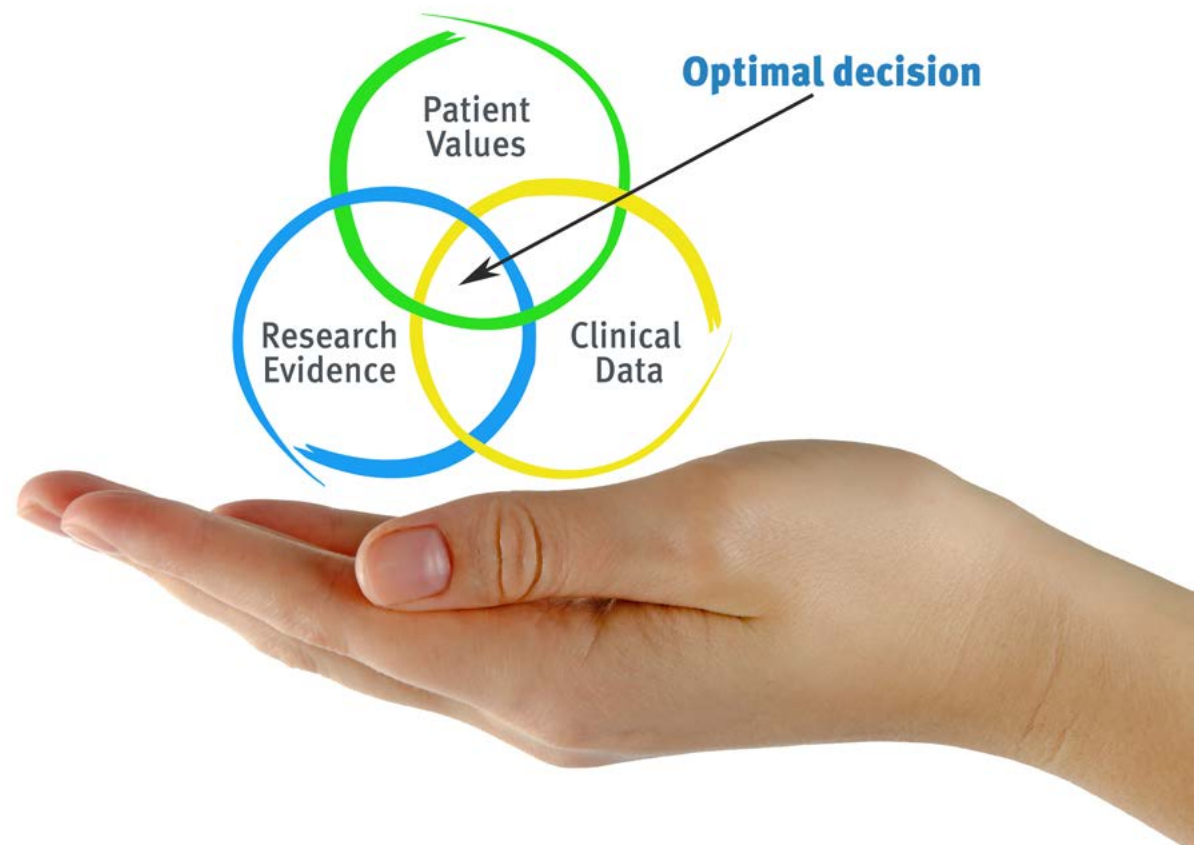 Optimal decision
Patient
Values
Research
Evidence
Clinical
Data